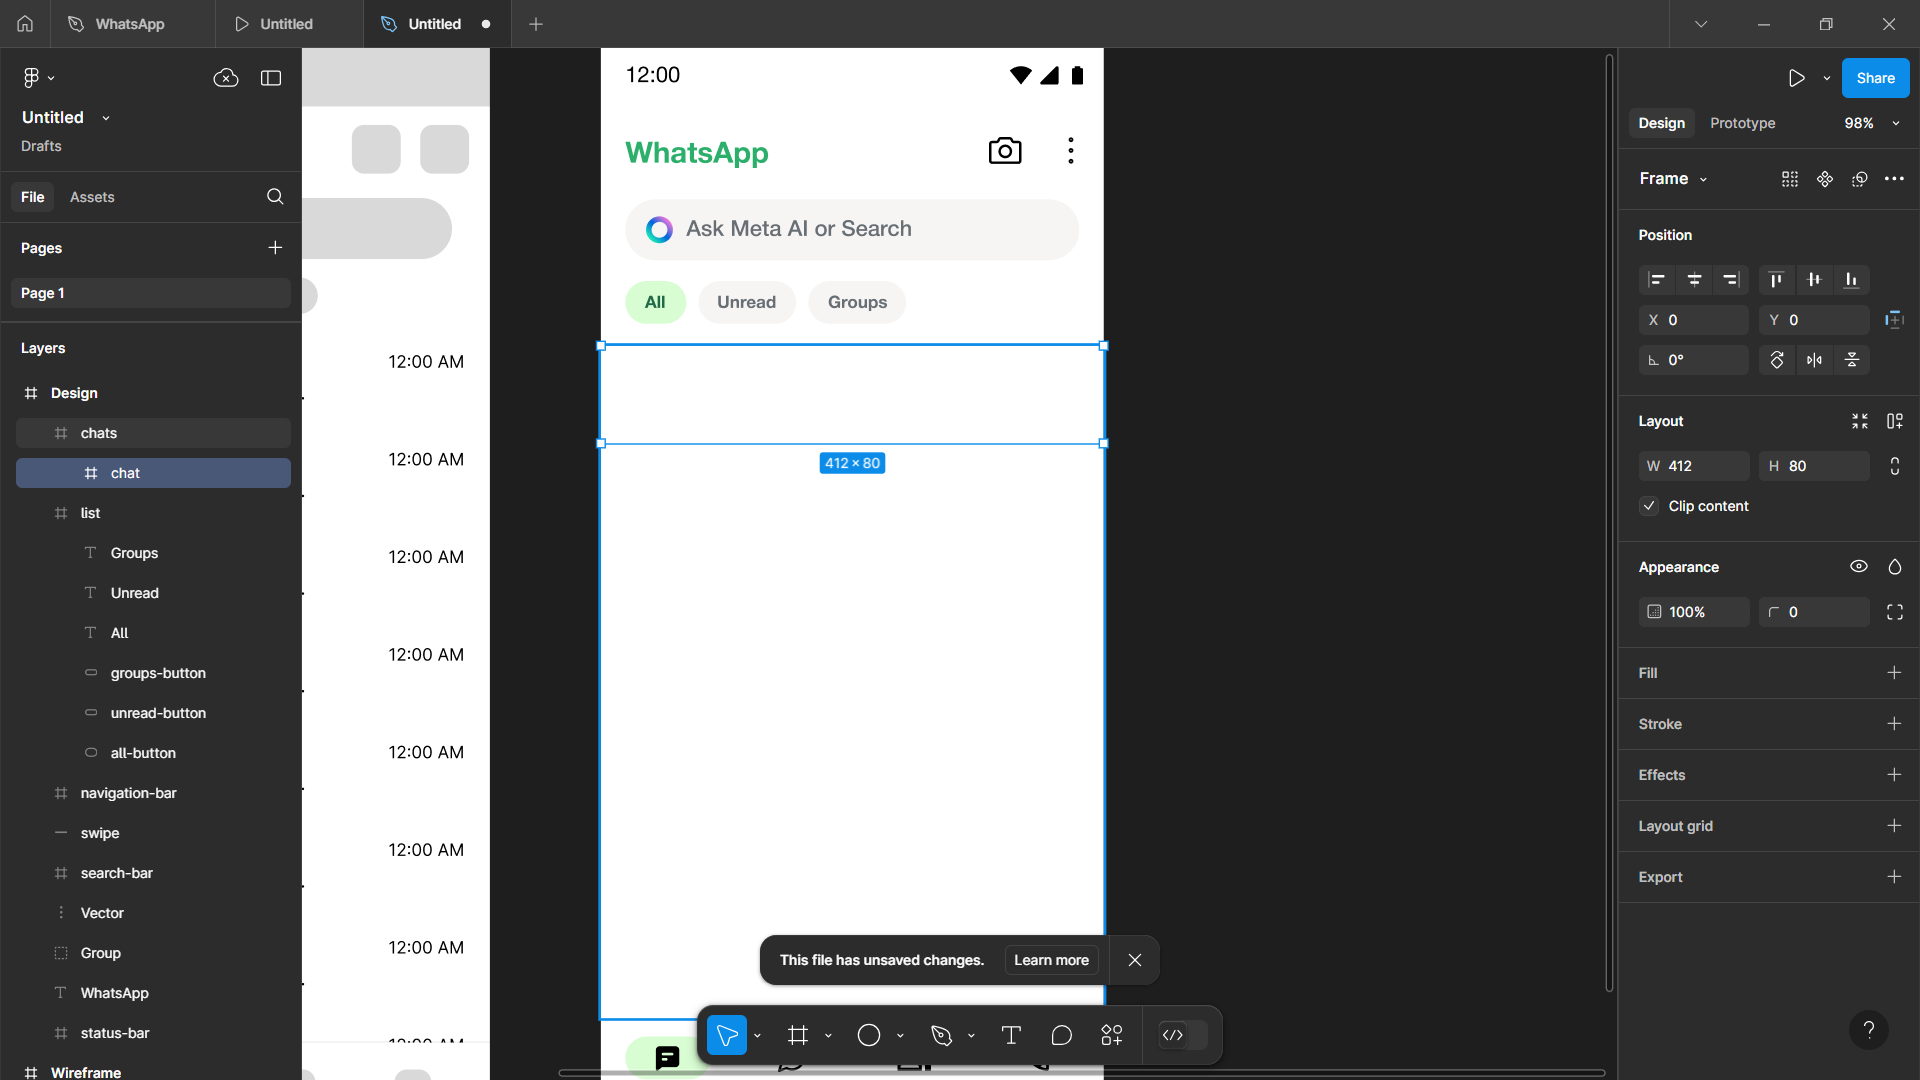 WhatsApp
Untitled
Untitled
Untitled
Drafts
File
Assets
Pages
Page 1
Layers
Design
chats
chat
list
Groups
Unread
All
groups-button
unread-button
all-button
navigation-bar
swipe
search-bar
Vector
Group
WhatsApp
status-bar
Wireframe
12:00 AM
12:00 AM
12:00 AM
12:00 AM
12:00 AM
12:00 AM
12:00 AM
12:00 AM
12:00
WhatsApp
Ask Meta AI or Search
All
Unread
Groups
412 × 80
This file has unsaved changes.
Learn more
Share
Design
Prototype
98%
Frame
Position
X 0
Y 0
0°
Layout
W 412
H 80
Clip content
Appearance
100%
0
Fill
Stroke
Effects
Layout grid
Export
?